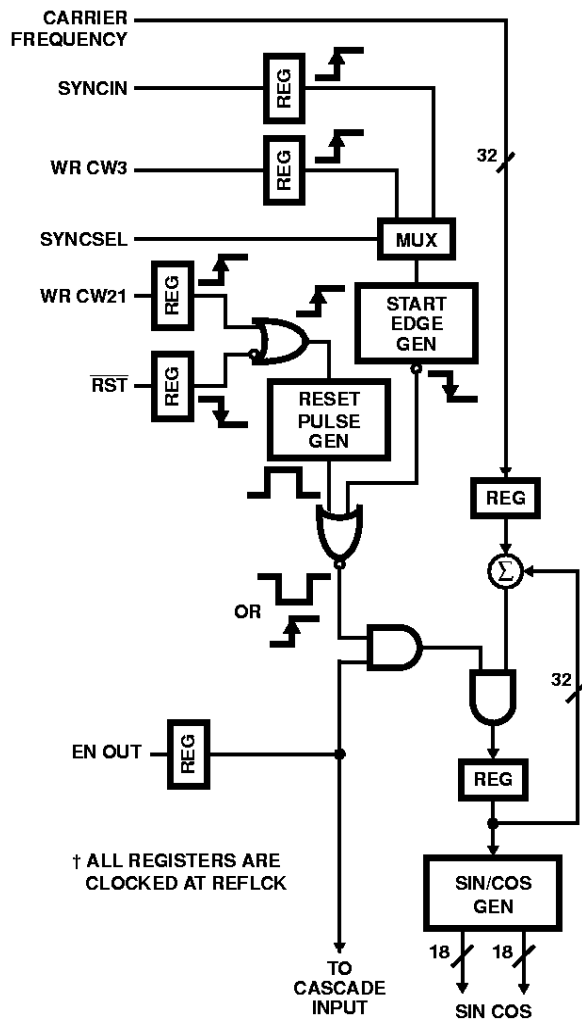 CARRIER
FREQUENCY
SYNCIN
REG
WR CW3
REG
32
SYNCSEL
MUX
WR CW21
REG
START
EDGE
GEN
RST
REG
RESET
PULSE
GEN
REG
Σ
OR
32
EN OUT
REG
REG
† ALL REGISTERS ARE
CLOCKED AT REFLCK
SIN/COS
GEN
18
18
TO
CASCADE
INPUT
SIN COS